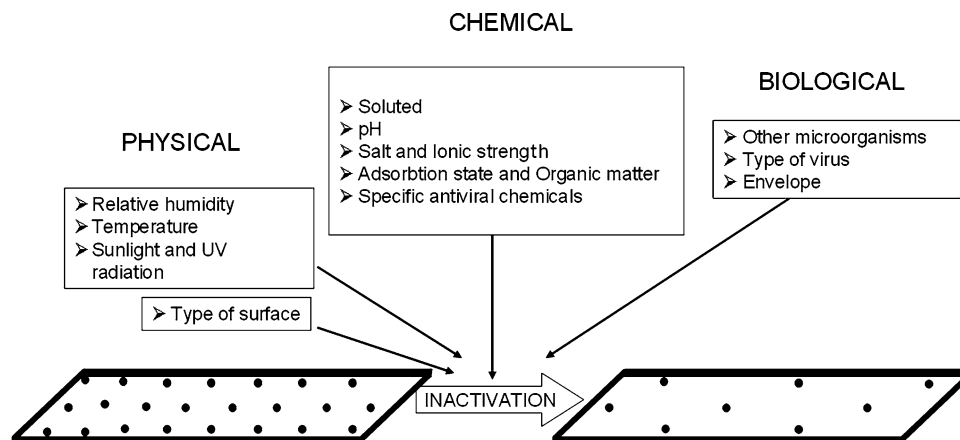 CHEMICAL
➢ Soluted
➢ pH
➢ Salt and Ionic strength
➢ Adsorbtion state and Organic matter
➢ Specific antiviral chemicals
BIOLOGICAL
➢ Other microorganisms
➢ Type of virus
➢ Envelope
PHYSICAL
➢ Relative humidity
➢ Temperature
➢ Sunlight and UV
radiation
➢ Type of surface
INACTIVATION